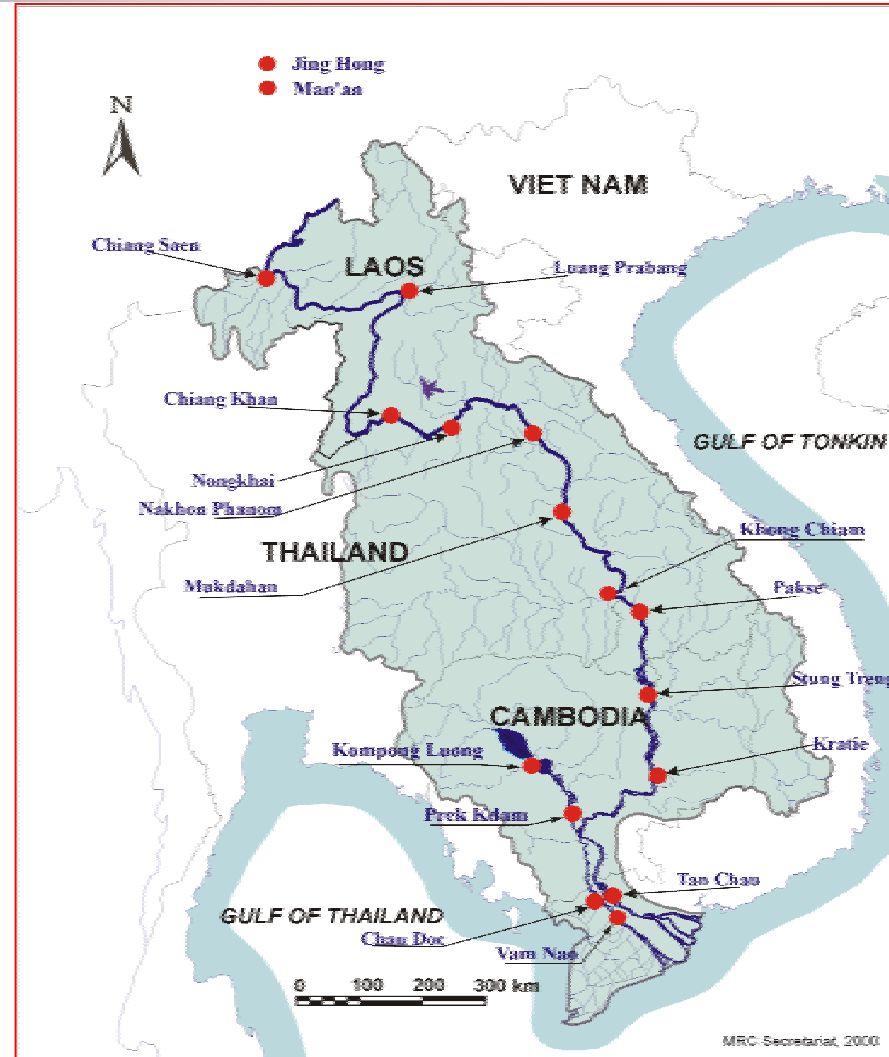 Jing Hong
Man'an
N
VIET NAM
Chiang Saen
LAOS
Luang Prabang
Chiang Khan
GULF OF TONKIN
Nongkhai
Nakhon Phanom
Khong Chiam
THAILAND
Mukdahan
Pakse
Stung Treng
CAMBODIA
Kompong Luong
Kratie
Prek Kdam
Tan Chau
GULF OF THAILAND
Chau Doc
Vam Nao
0 100 200 300 km
MRC Secretariat, 2000